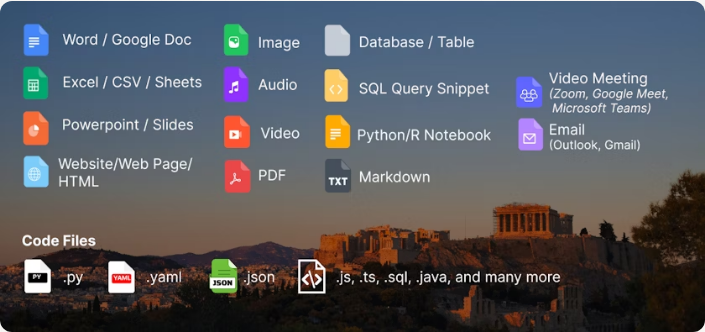 Word / Google Doc
Excel / CSV / Sheets
Powerpoint / Slides
Website/Web Page/
HTML
Image
Audio
Video
PDF
Database / Table
SQL Query Snippet
Python/R Notebook
TXT
Markdown
Video Meeting
(Zoom, Google Meet,
Microsoft Teams)
Email
(Outlook, Gmail)
Code Files
PY
.py
YAML
.yaml
JSON
.json
.js, .ts, .sql, .java, and many more